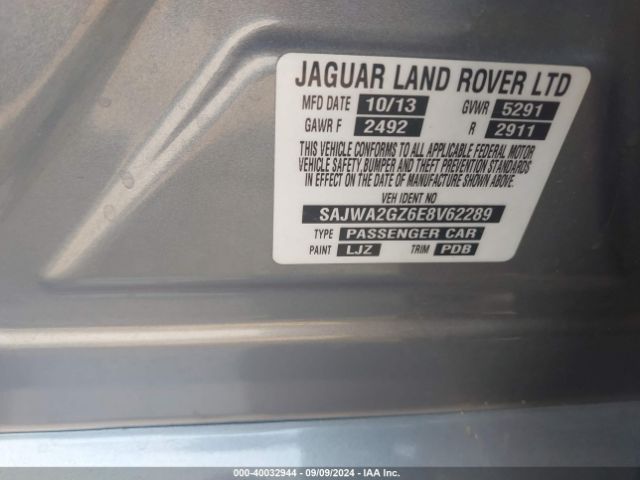 JAGUAR LAND ROVER LTD
MFD DATE 10/13 GVWR 5291
GAWR F 2492 R 2911
THIS VEHICLE CONFORMS TO ALL APPLICABLE FEDERAL MOTOR
VEHICLE SAFETY, BUMPER AND THEFT PREVENTION STANDARDS
IN EFFECT ON THE DATE OF MANUFACTURE SHOWN ABOVE.
VEH IDENT NO
SAJWA2GZ6E8V62289
TYPE PASSENGER CAR
PAINT LJZ TRIM PDB
000-40032944 - 09/09/2024 - IAA Inc.